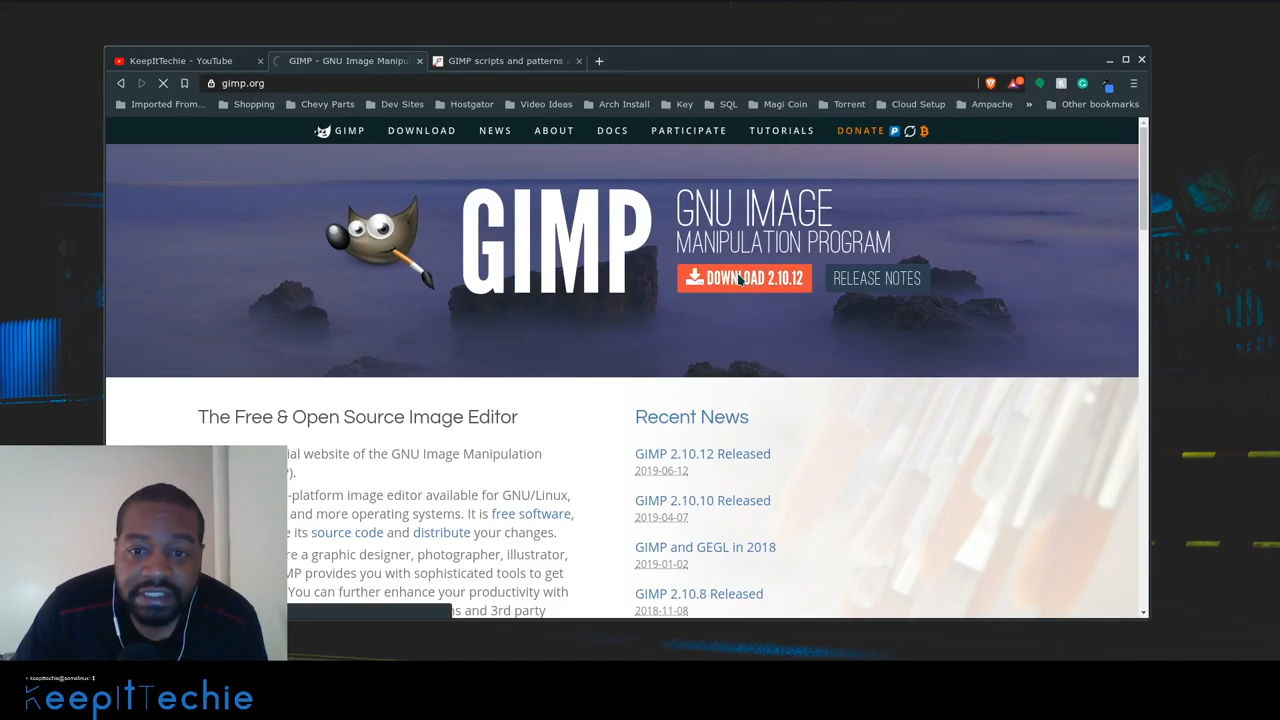 KeepItTechie - YouTube
GIMP - GNU Image Manipu
GIMP scripts and patterns
gimp.org
Imported From...
Shopping
Chevy Parts
Dev Sites
Hostgator
Video Ideas
Arch Install
Key
SQL
Magi Coin
Torrent
Cloud Setup
Ampache
»
Other bookmarks
GIMP
DOWNLOAD
NEWS
ABOUT
DOCS
PARTICIPATE
TUTORIALS
DONATE
GIMP
GNU IMAGE
MANIPULATION PROGRAM
DOWNLOAD 2.10.12
RELEASE NOTES
The Free & Open Source Image Editor
ial website of the GNU Image Manipulation
).
-platform image editor available for GNU/Linux,
and more operating systems. It is free software,
e its source code and distribute your changes.
re a graphic designer, photographer, illustrator,
MP provides you with sophisticated tools to get
You can further enhance your productivity with
ns and 3rd party
Recent News
GIMP 2.10.12 Released
2019-06-12
GIMP 2.10.10 Released
2019-04-07
GIMP and GEGL in 2018
2019-01-02
GIMP 2.10.8 Released
2018-11-08
> keepittechie@somelinux:~$
KeepItTechie